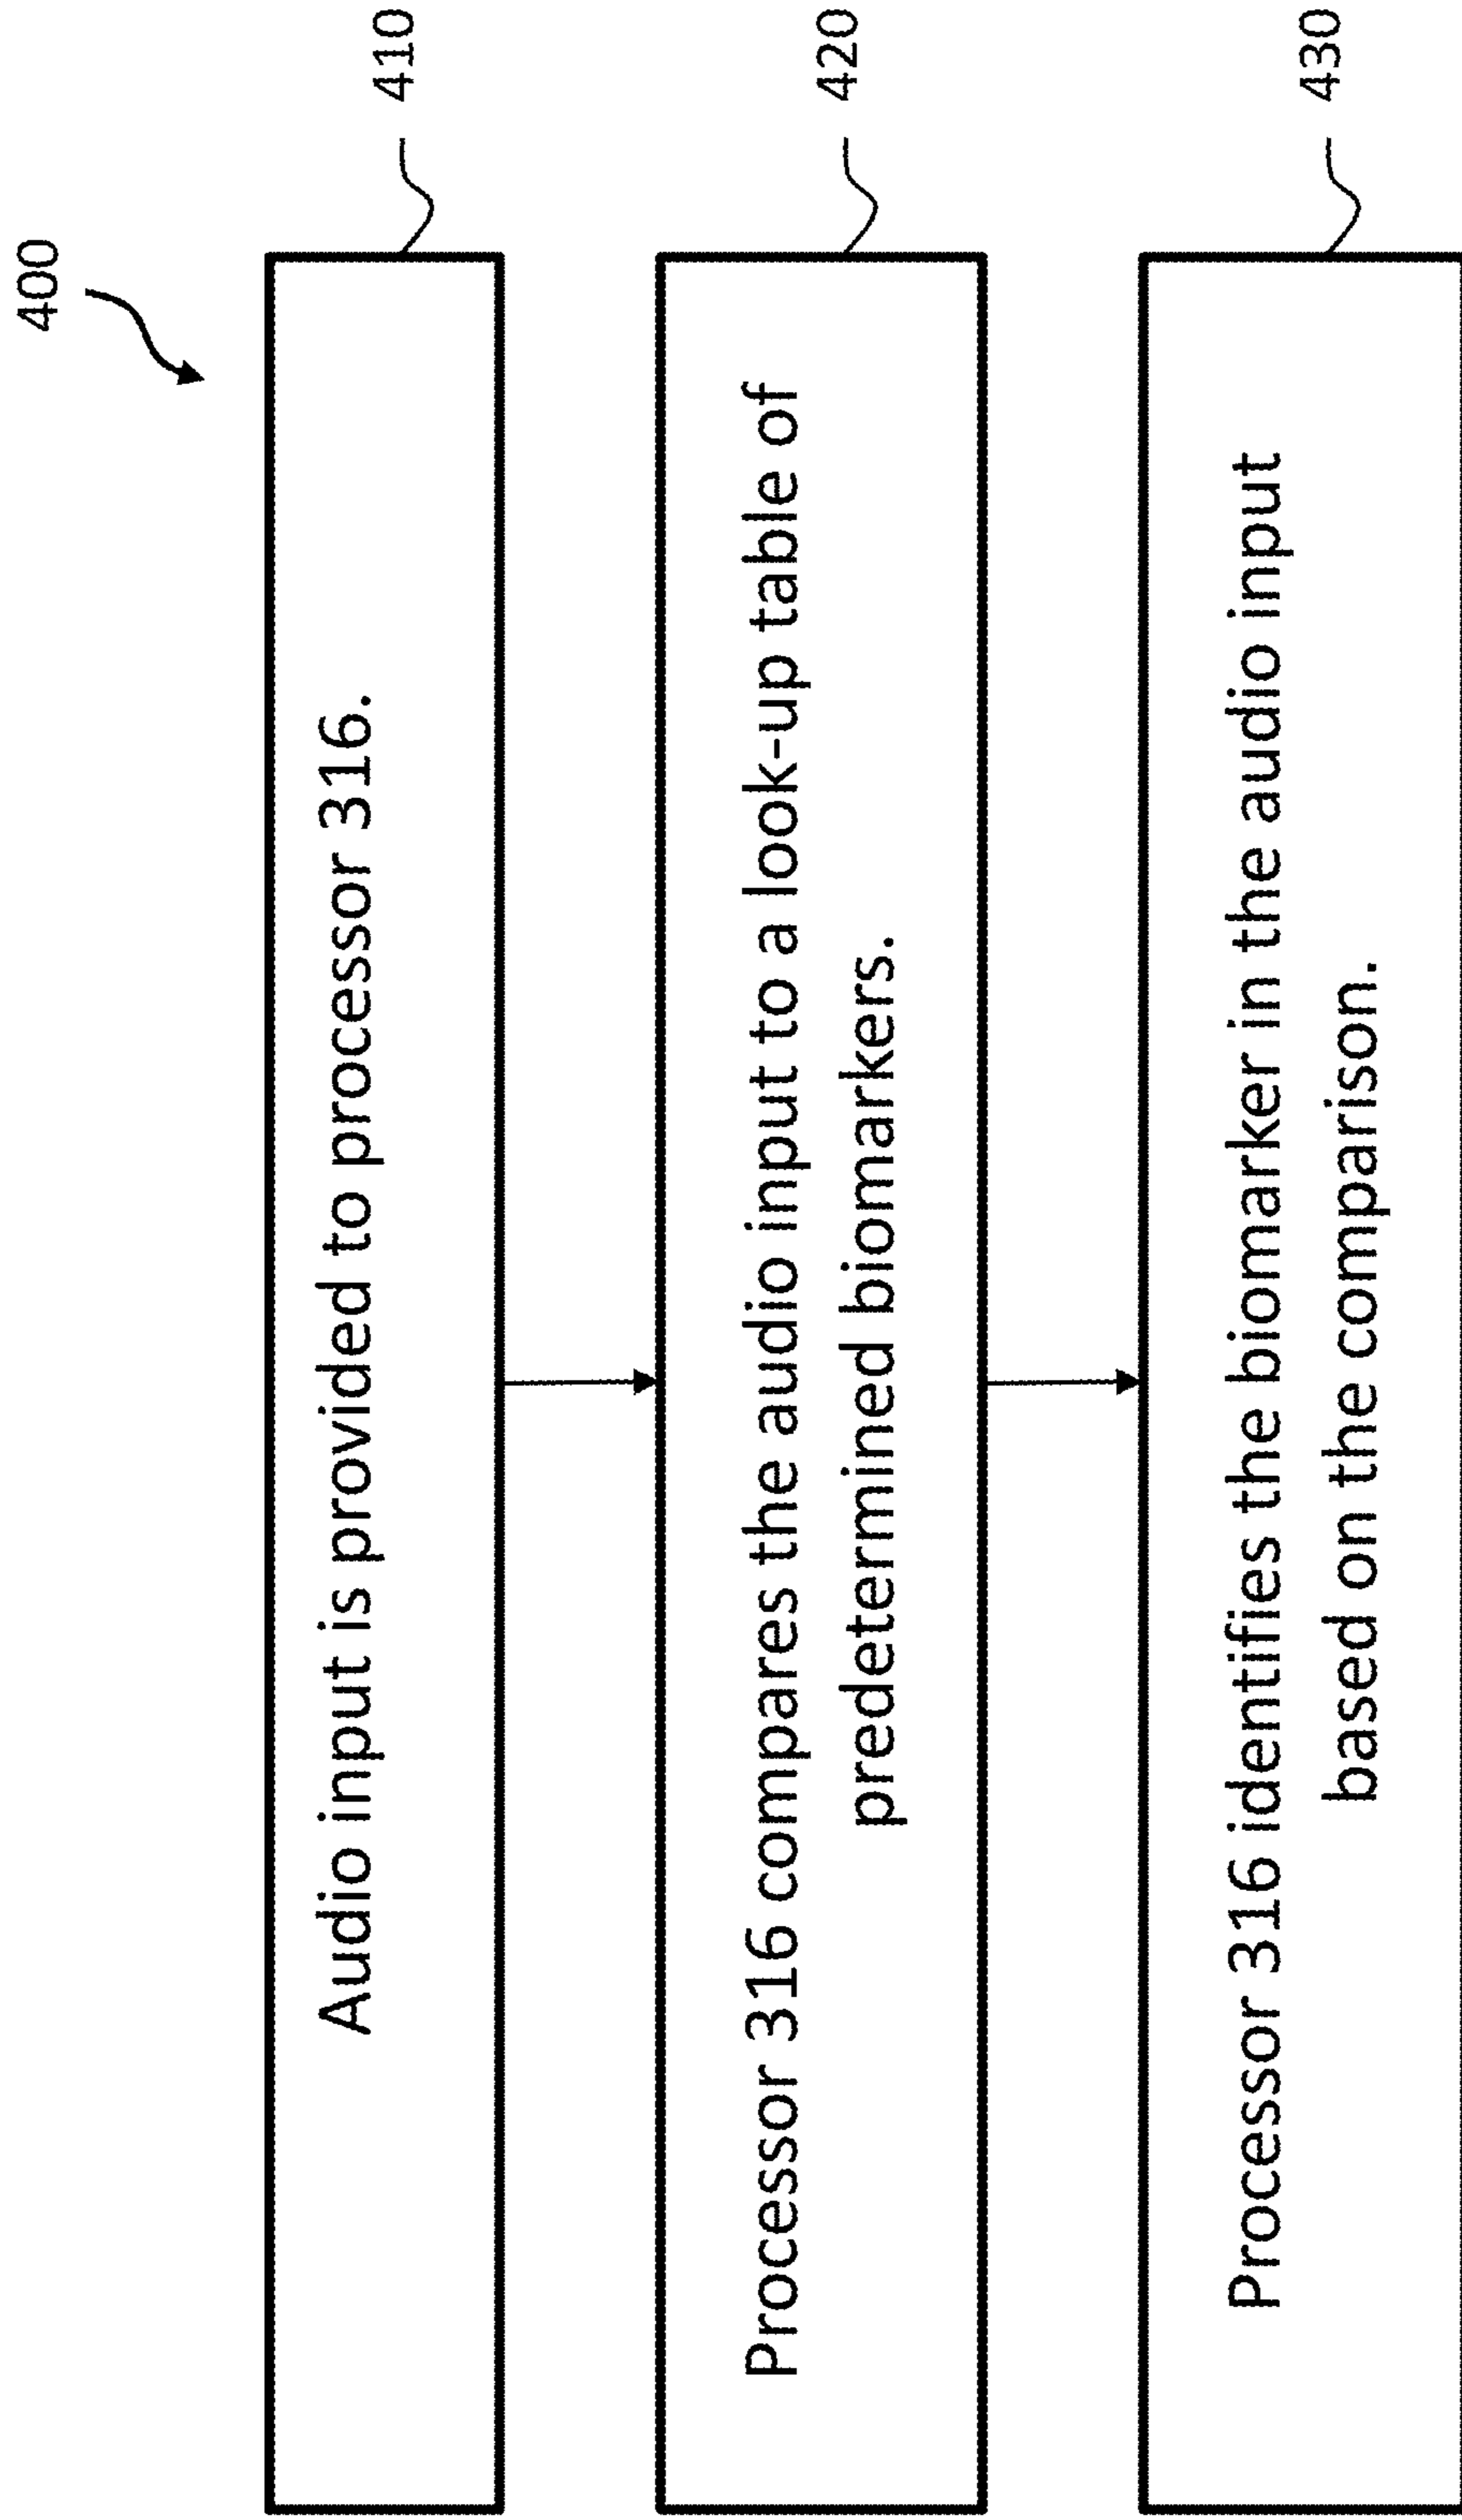 400
Audio input is provided to processor 316.
410
Processor 316 compares the audio input to a look-up table of
predetermined biomarkers.
420
Processor 316 identifies the biomarker in the audio input
based on the comparison.
430